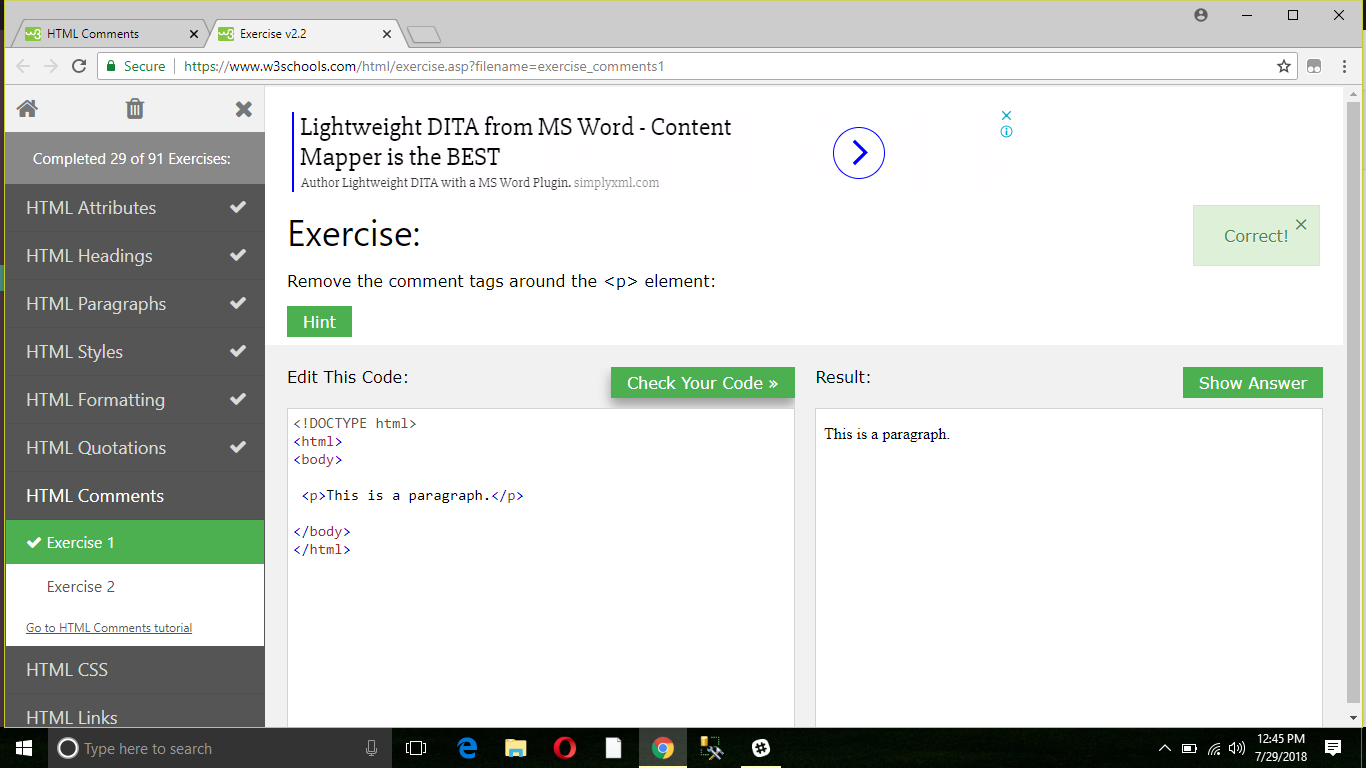 HTML Comments
Exercise v2.2
Secure
https://www.w3schools.com/html/exercise.asp?filename=exercise_comments1
Completed 29 of 91 Exercises:
HTML Attributes
HTML Headings
HTML Paragraphs
HTML Styles
HTML Formatting
HTML Quotations
HTML Comments
Exercise 1
Exercise 2
Go to HTML Comments tutorial
HTML CSS
HTML Links
Lightweight DITA from MS Word - Content
Mapper is the BEST
Author Lightweight DITA with a MS Word Plugin. simplyxml.com
Exercise:
Correct!
Remove the comment tags around the <p> element:
Hint
Edit This Code:
Check Your Code »
<!DOCTYPE html>
<html>
<body>
<p>This is a paragraph.</p>
</body>
</html>
Result:
Show Answer
This is a paragraph.
Type here to search
12:45 PM
7/29/2018